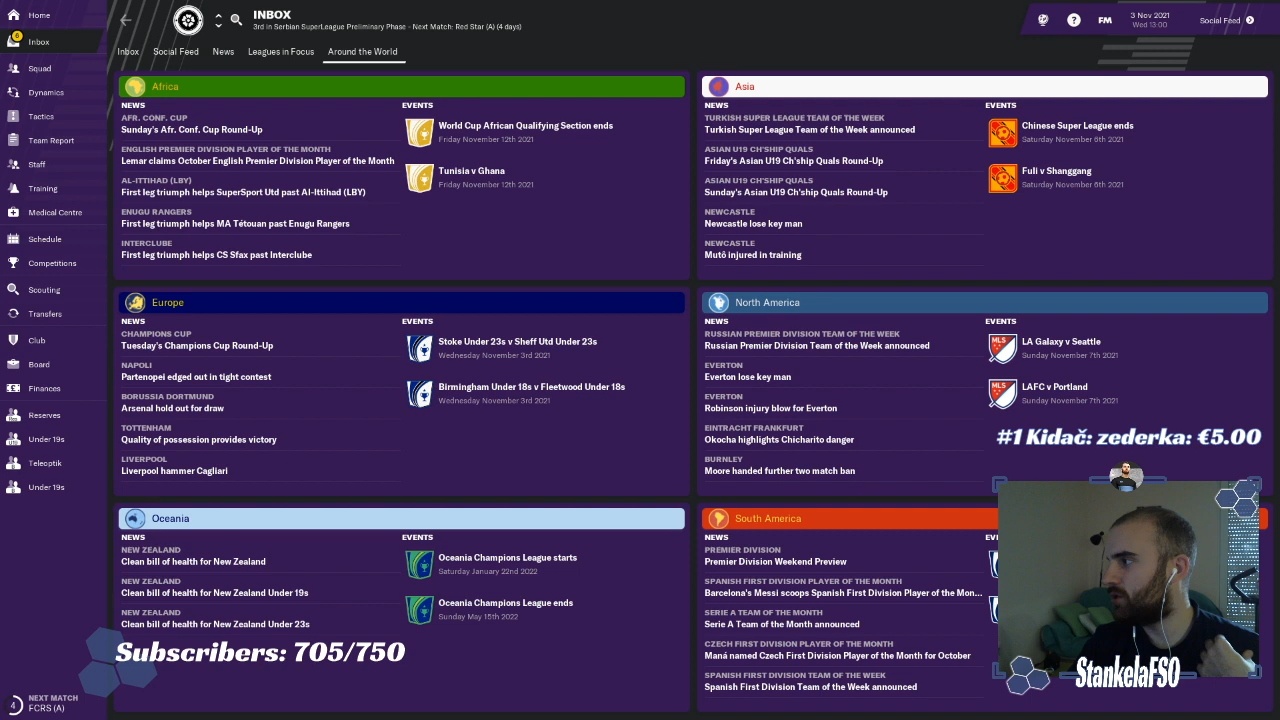 Home
6
Inbox
Squad
Dynamics
Tactics
Team Report
Staff
Training
Medical Centre
Schedule
Competitions
Scouting
Transfers
Club
Board
Finances
Reserves
Under 19s
Teleoptik
Under 19s
4
NEXT MATCH
FCRS (A)
INBOX
3rd in Serbian SuperLeague Preliminary Phase - Next Match: Red Star (A) (4 days)
?
FM
3 Nov 2021
Wed 13:00
Social Feed
Inbox
Social Feed
News
Leagues in Focus
Around the World
Africa
NEWS
AFR. CONF. CUP
Sunday's Afr. Conf. Cup Round-Up
ENGLISH PREMIER DIVISION PLAYER OF THE MONTH
Lemar claims October English Premier Division Player of the Month
AL-ITTIHAD (LBY)
First leg triumph helps SuperSport Utd past Al-Ittihad (LBY)
ENUGU RANGERS
First leg triumph helps MA Tétouan past Enugu Rangers
INTERCLUBE
First leg triumph helps CS Sfax past Interclube
EVENTS
World Cup African Qualifying Section ends
Friday November 12th 2021
Tunisia v Ghana
Friday November 12th 2021
Asia
NEWS
TURKISH SUPER LEAGUE TEAM OF THE WEEK
Turkish Super League Team of the Week announced
ASIAN U19 CH'SHIP QUALS
Friday's Asian U19 Ch'ship Quals Round-Up
ASIAN U19 CH'SHIP QUALS
Sunday's Asian U19 Ch'ship Quals Round-Up
NEWCASTLE
Newcastle lose key man
NEWCASTLE
Mutō injured in training
EVENTS
Chinese Super League ends
Saturday November 6th 2021
Fuli v Shanggang
Saturday November 6th 2021
Europe
NEWS
CHAMPIONS CUP
Tuesday's Champions Cup Round-Up
NAPOLI
Partenopei edged out in tight contest
BORUSSIA DORTMUND
Arsenal hold out for draw
TOTTENHAM
Quality of possession provides victory
LIVERPOOL
Liverpool hammer Cagliari
EVENTS
Stoke Under 23s v Sheff Utd Under 23s
Wednesday November 3rd 2021
Birmingham Under 18s v Fleetwood Under 18s
Wednesday November 3rd 2021
North America
NEWS
RUSSIAN PREMIER DIVISION TEAM OF THE WEEK
Russian Premier Division Team of the Week announced
EVERTON
Everton lose key man
EVERTON
Robinson injury blow for Everton
EINTRACHT FRANKFURT
Okocha highlights Chicharito danger
BURNLEY
Moore handed further two match ban
EVENTS
MLS
LA Galaxy v Seattle
Sunday November 7th 2021
MLS
LAFC v Portland
Sunday November 7th 2021
#1 Kidač: zederka: €5.00
Oceania
NEWS
NEW ZEALAND
Clean bill of health for New Zealand
NEW ZEALAND
Clean bill of health for New Zealand Under 19s
NEW ZEALAND
Clean bill of health for New Zealand Under 23s
EVENTS
Oceania Champions League starts
Saturday January 22nd 2022
Oceania Champions League ends
Sunday May 15th 2022
Subscribers: 705/750
South America
NEWS
PREMIER DIVISION
Premier Division Weekend Preview
SPANISH FIRST DIVISION PLAYER OF THE MONTH
Barcelona's Messi scoops Spanish First Division Player of the Mon...
SERIE A TEAM OF THE MONTH
Serie A Team of the Month announced
CZECH FIRST DIVISION PLAYER OF THE MONTH
Maná named Czech First Division Player of the Month for October
SPANISH FIRST DIVISION TEAM OF THE WEEK
Spanish First Division Team of the Week announced
StankelaFSO